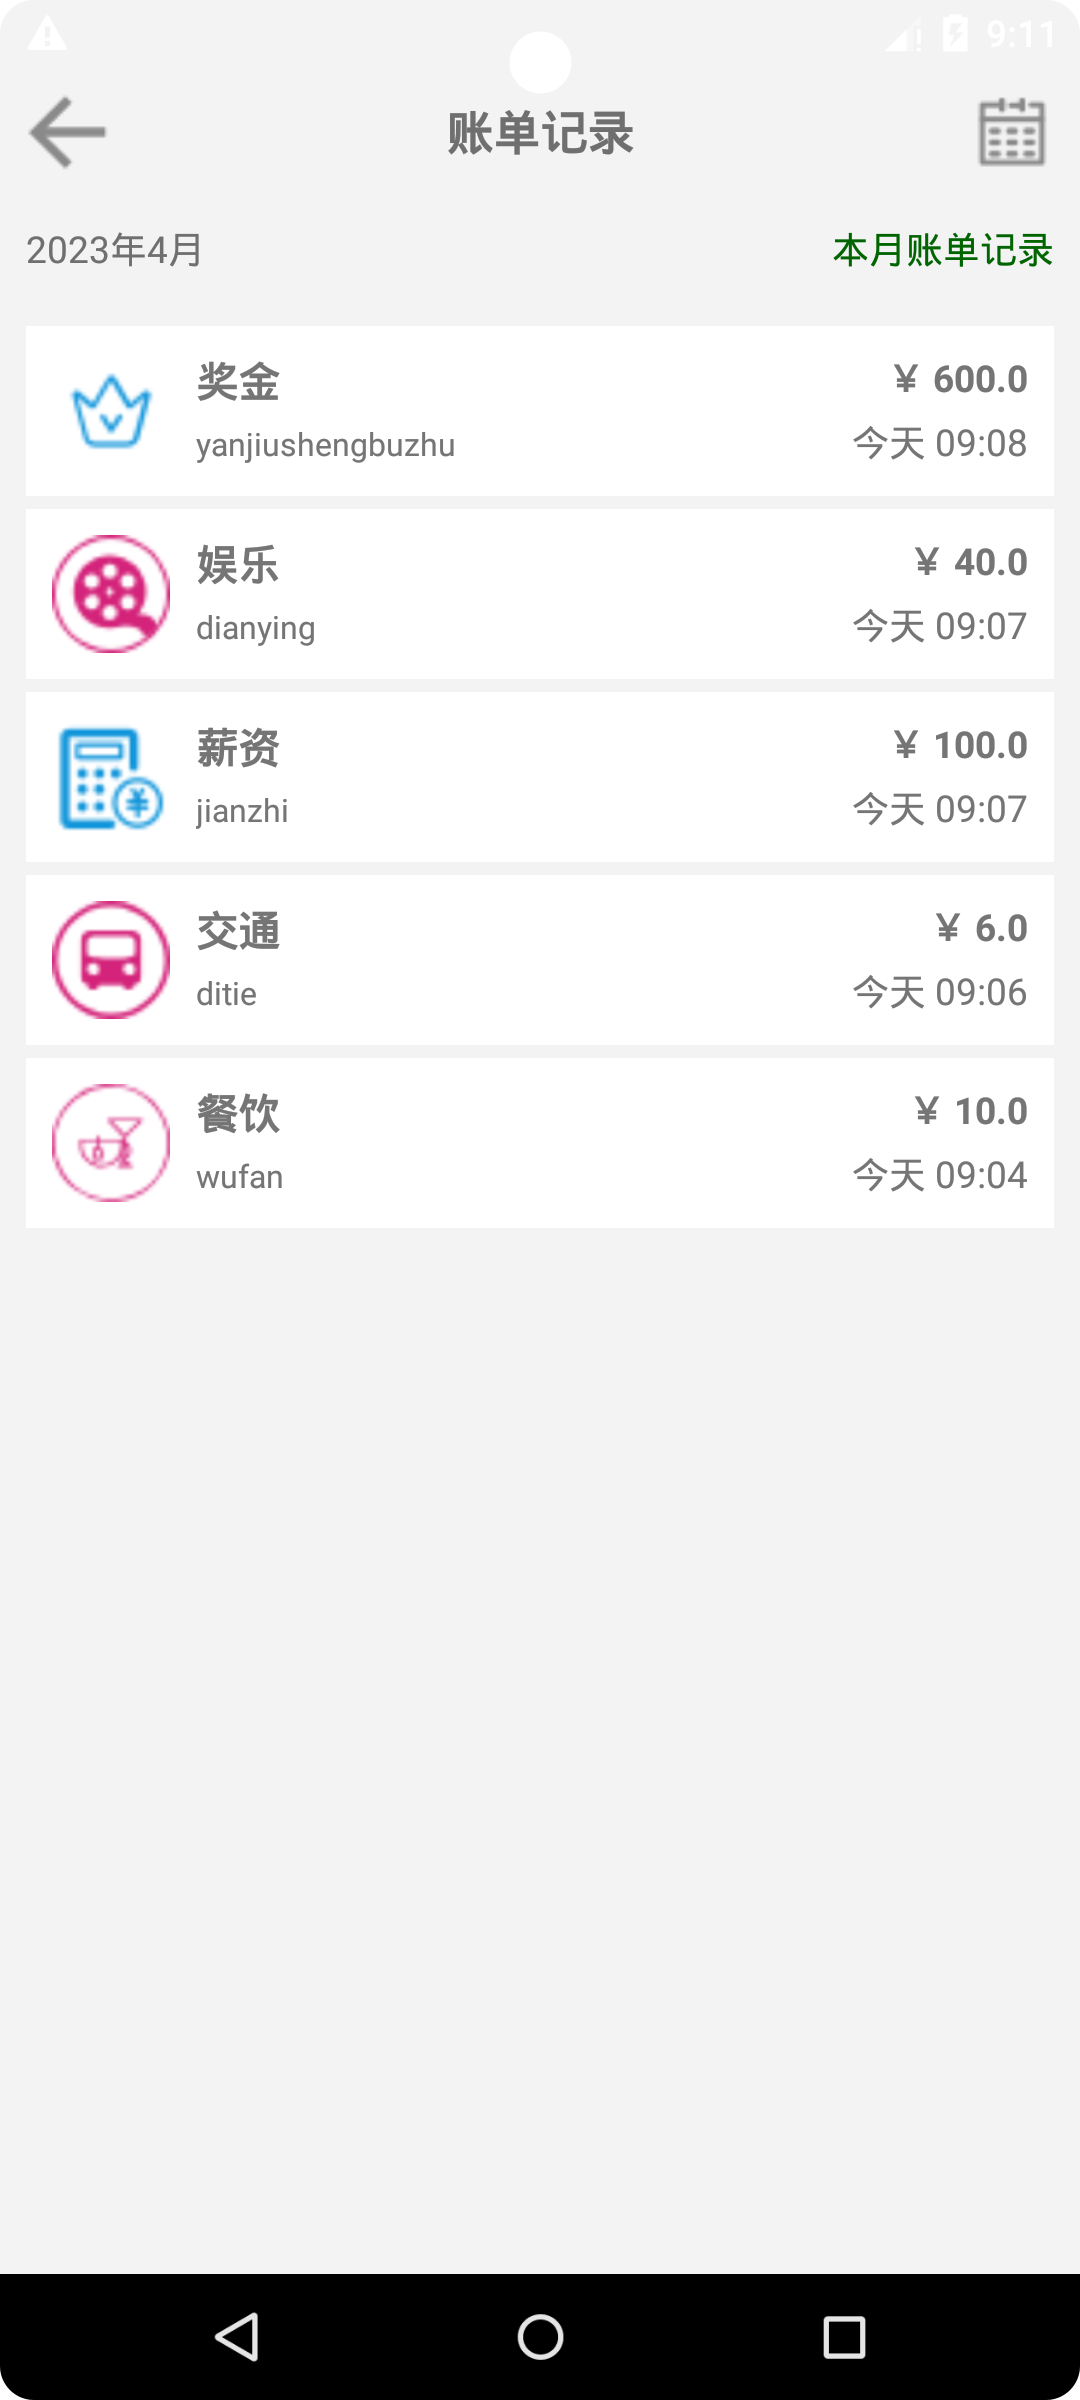 9:11
账单记录
2023年4月
本月账单记录
奖金
¥ 600.0
yanjiushengbuzhu
今天 09:08
娱乐
¥ 40.0
dianying
今天 09:07
薪资
¥ 100.0
jianzhi
今天 09:07
交通
¥ 6.0
ditie
今天 09:06
餐饮
¥ 10.0
wufan
今天 09:04